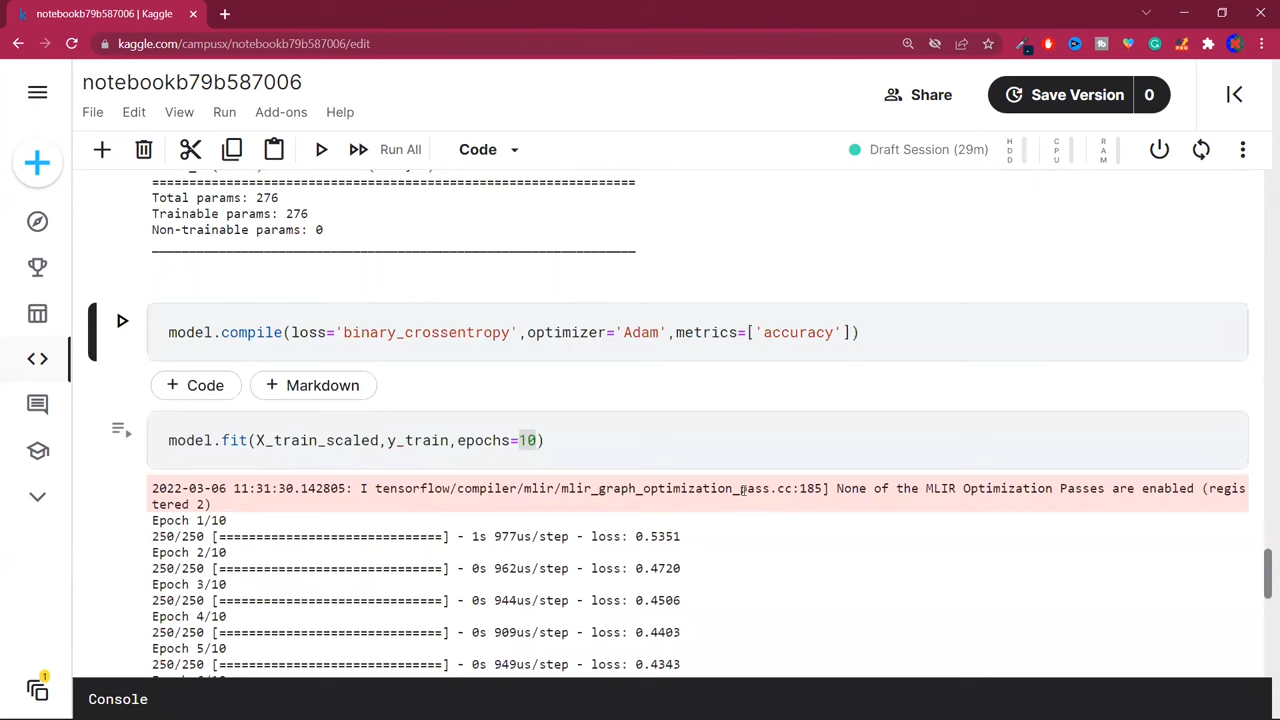 notebookb79b587006 | Kaggle
kaggle.com/campusx/notebookb79b587006/edit
notebookb79b587006
File Edit View Run Add-ons Help
Share
Save Version 0
Run All
Code
Draft Session (29m)
HDD
CPU
RAM
==================================================================
Total params: 276
Trainable params: 276
Non-trainable params: 0
__________________________________________________________________
model.compile(loss='binary_crossentropy',optimizer='Adam',metrics=['accuracy'])
+ Code + Markdown
model.fit(X_train_scaled,y_train,epochs=10)
2022-03-06 11:31:30.142805: I tensorflow/compiler/mlir/mlir_graph_optimization_pass.cc:185] None of the MLIR Optimization Passes are enabled (regis
tered 2)
Epoch 1/10
250/250 [==============================] - 1s 977us/step - loss: 0.5351
Epoch 2/10
250/250 [==============================] - 0s 962us/step - loss: 0.4720
Epoch 3/10
250/250 [==============================] - 0s 944us/step - loss: 0.4506
Epoch 4/10
250/250 [==============================] - 0s 909us/step - loss: 0.4403
Epoch 5/10
250/250 [==============================] - 0s 949us/step - loss: 0.4343
1
Console